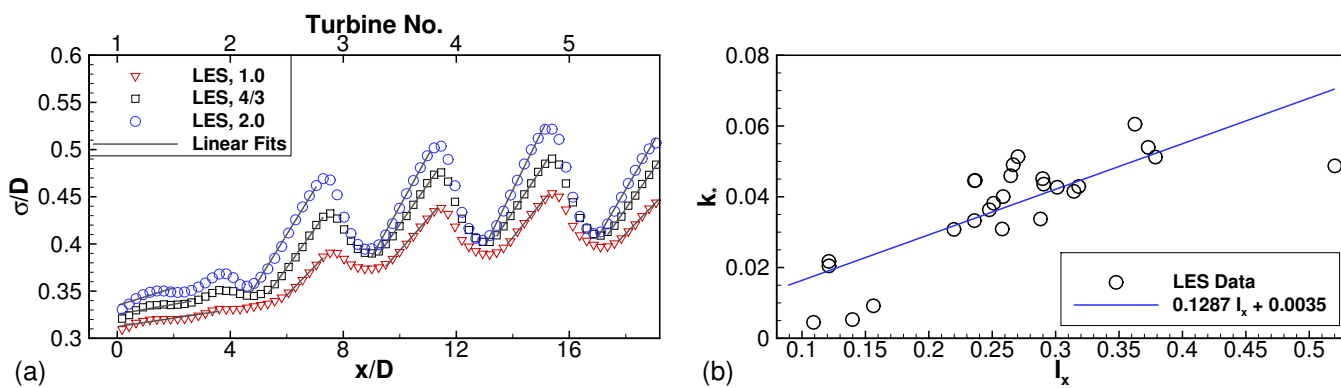 Turbine No.
1 2 3 4 5
0.6
0.55
0.5
0.45
0.4
0.35
0.3
σ/D
LES, 1.0
LES, 4/3
LES, 2.0
Linear Fits
0 4 8 12 16
x/D
(a)
0.08
0.06
0.04
0.02
0
k*
LES Data
0.1287 Ix + 0.0035
0.1 0.15 0.2 0.25 0.3 0.35 0.4 0.45 0.5
Ix
(b)